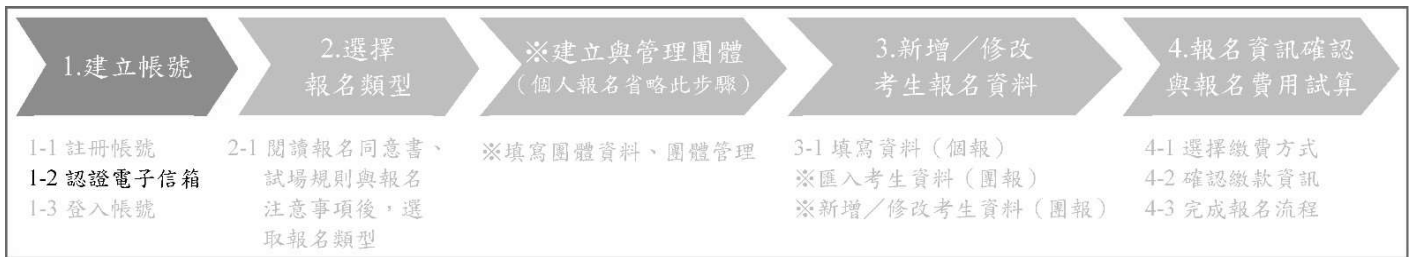 1.建立帳號
2.選擇
報名類型
※建立與管理團體
（個人報名省略此步驟）
3.新增／修改
考生報名資料
4.報名資訊確認
與報名費用試算
1-1 註冊帳號
1-2 認證電子信箱
1-3 登入帳號
2-1 閱讀報名同意書、
試場規則與報名
注意事項後，選
取報名類型
※填寫團體資料、團體管理
3-1 填寫資料（個報）
※匯入考生資料（團報）
※新增／修改考生資料（團報）
4-1 選擇繳費方式
4-2 確認繳款資訊
4-3 完成報名流程